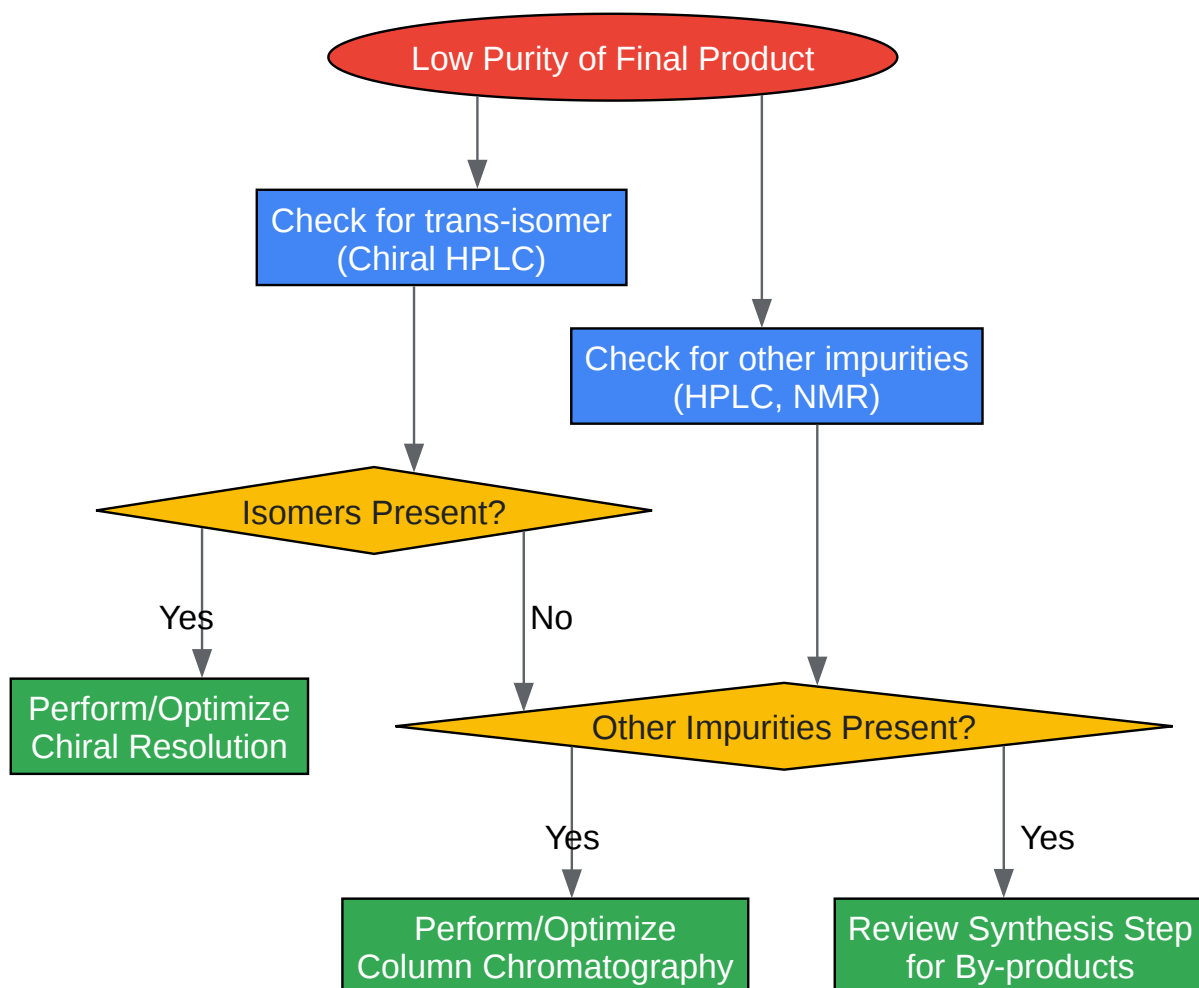 Low Purity of Final Product
Check for trans-isomer
(Chiral HPLC)
Check for other impurities
(HPLC, NMR)
Isomers Present?
Yes
No
Perform/Optimize
Chiral Resolution
Other Impurities Present?
Yes
Yes
Perform/Optimize
Column Chromatography
Review Synthesis Step
for By-products